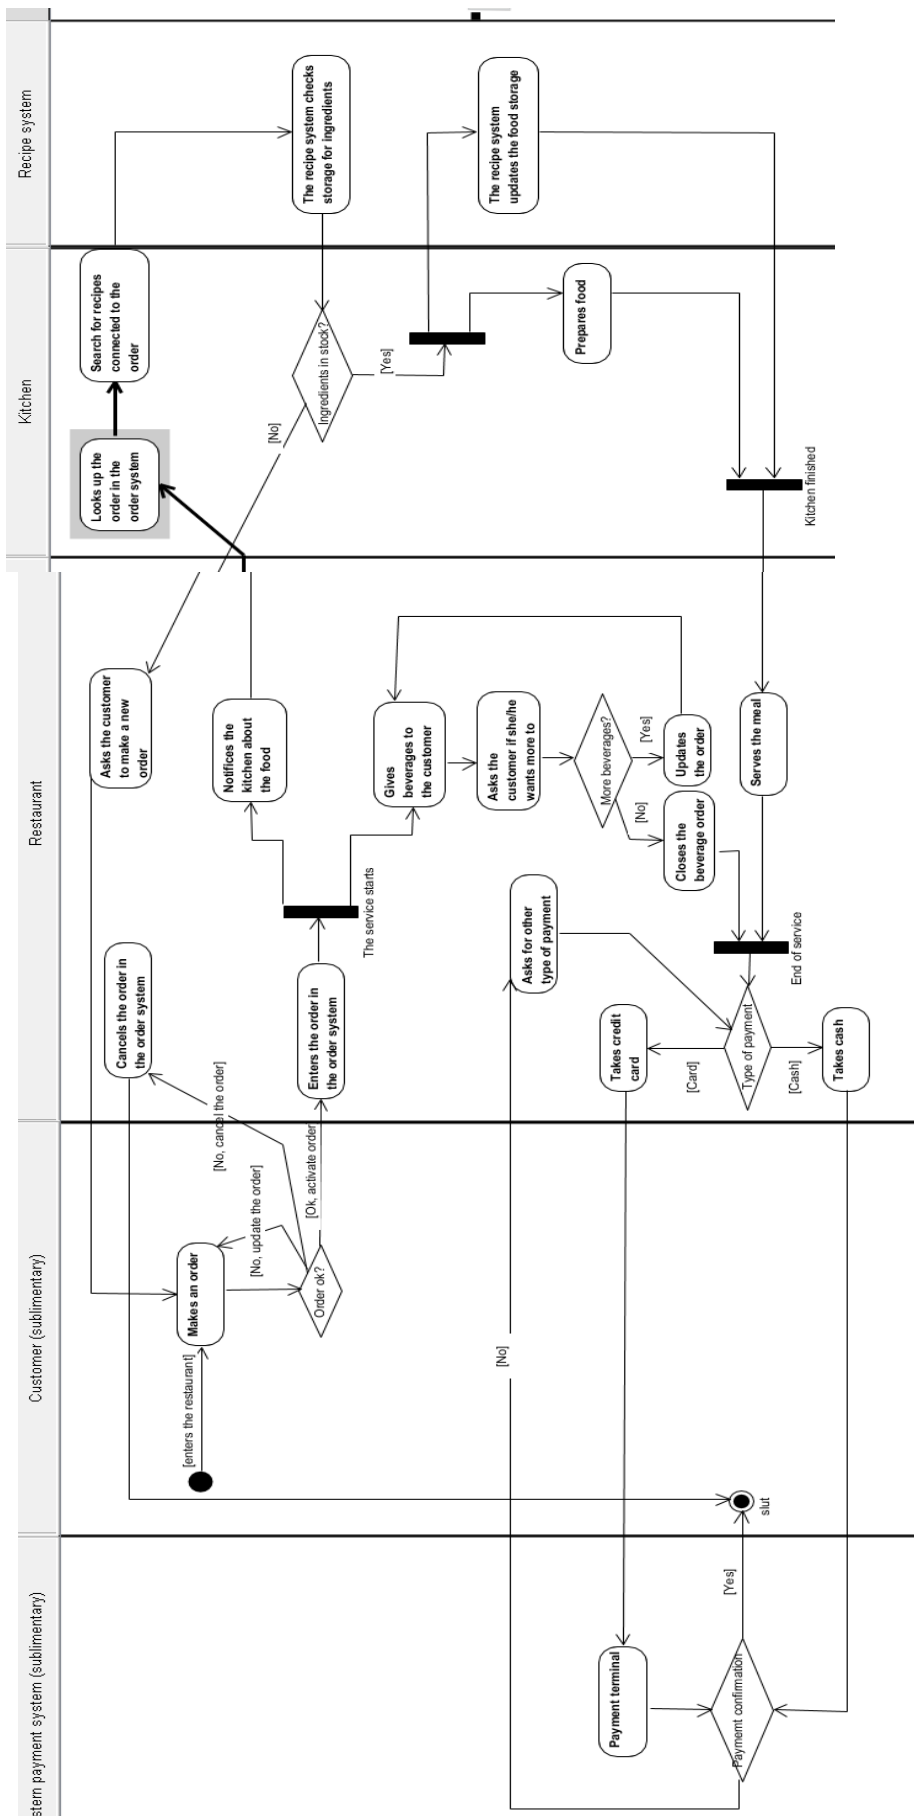 Recipe system
The recipe system checks
storage for ingredients
The recipe system
updates the food storage
Kitchen
Search for recipes
connected to the
order
Looks up the
order in the
order system
Ingredients in stock?
[No]
[Yes]
Prepares food
Kitchen finished
Restaurant
Asks the customer
to make a new
order
Notifices the
kitchen about
the food
Gives
beverages to
the customer
Asks the
customer if she/he
wants more to
More beverages?
[Yes]
[No]
Updates
the order
Closes the
beverage order
Serves the meal
The service starts
Cancels the order in
the order system
Enters the order in
the order system
Asks for other
type of payment
End of service
Type of payment
[Card]
[Cash]
Takes credit
card
Takes cash
Customer (sublimentary)
[No, cancel the order]
[No, update the order]
[Ok, activate order
Makes an order
Order ok?
[enters the restaurant]
[No]
slut
stern payment system (sublimentary)
Payment terminal
Paymemt confirmation
[Yes]